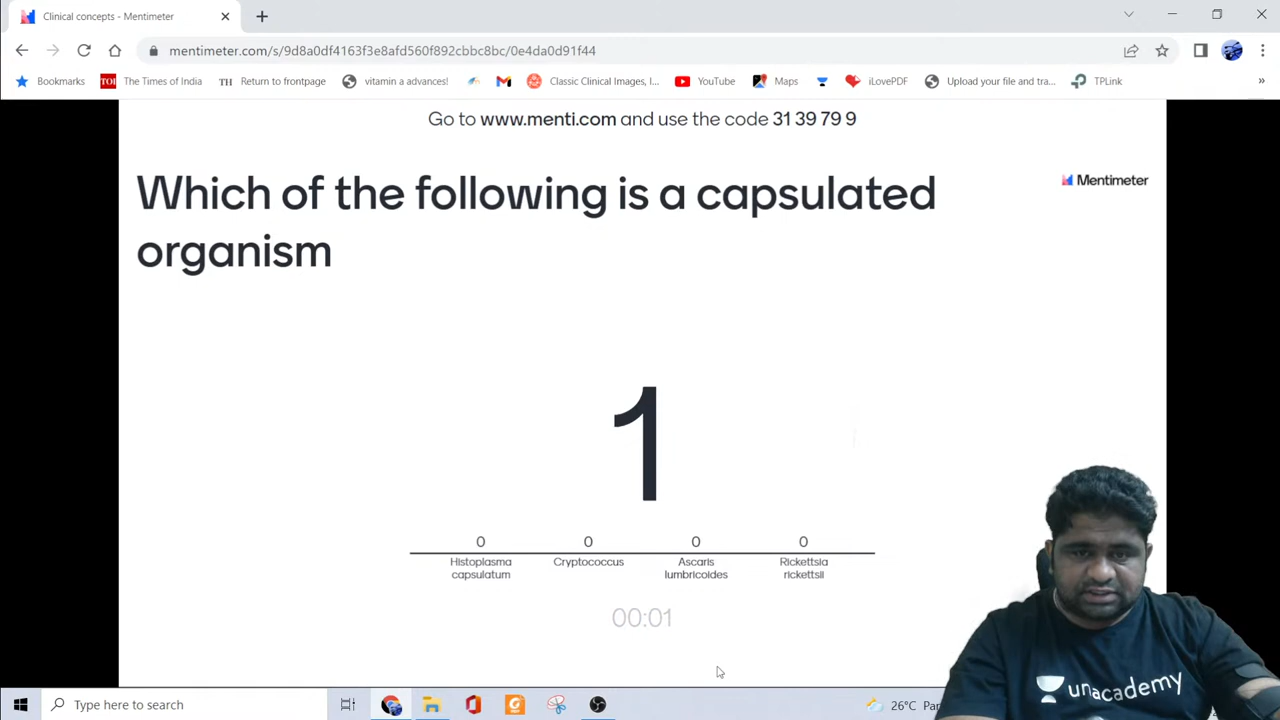 Clinical concepts - Mentimeter
mentimeter.com/s/9d8a0df4163f3e8afd560f892cbbc8bc/0e4da0d91f44
Bookmarks TOI The Times of India TH Return to frontpage vitamin a advances! Classic Clinical Images, I... YouTube Maps iLovePDF Upload your file and tra... TPLink »
Go to www.menti.com and use the code 31 39 79 9
Mentimeter
Which of the following is a capsulated
organism
1
0 0 0 0
Histoplasma capsulatum
Cryptococcus
Ascaris lumbricoides
Rickettsia rickettsii
00:01
unacademy
Type here to search
26°C Par